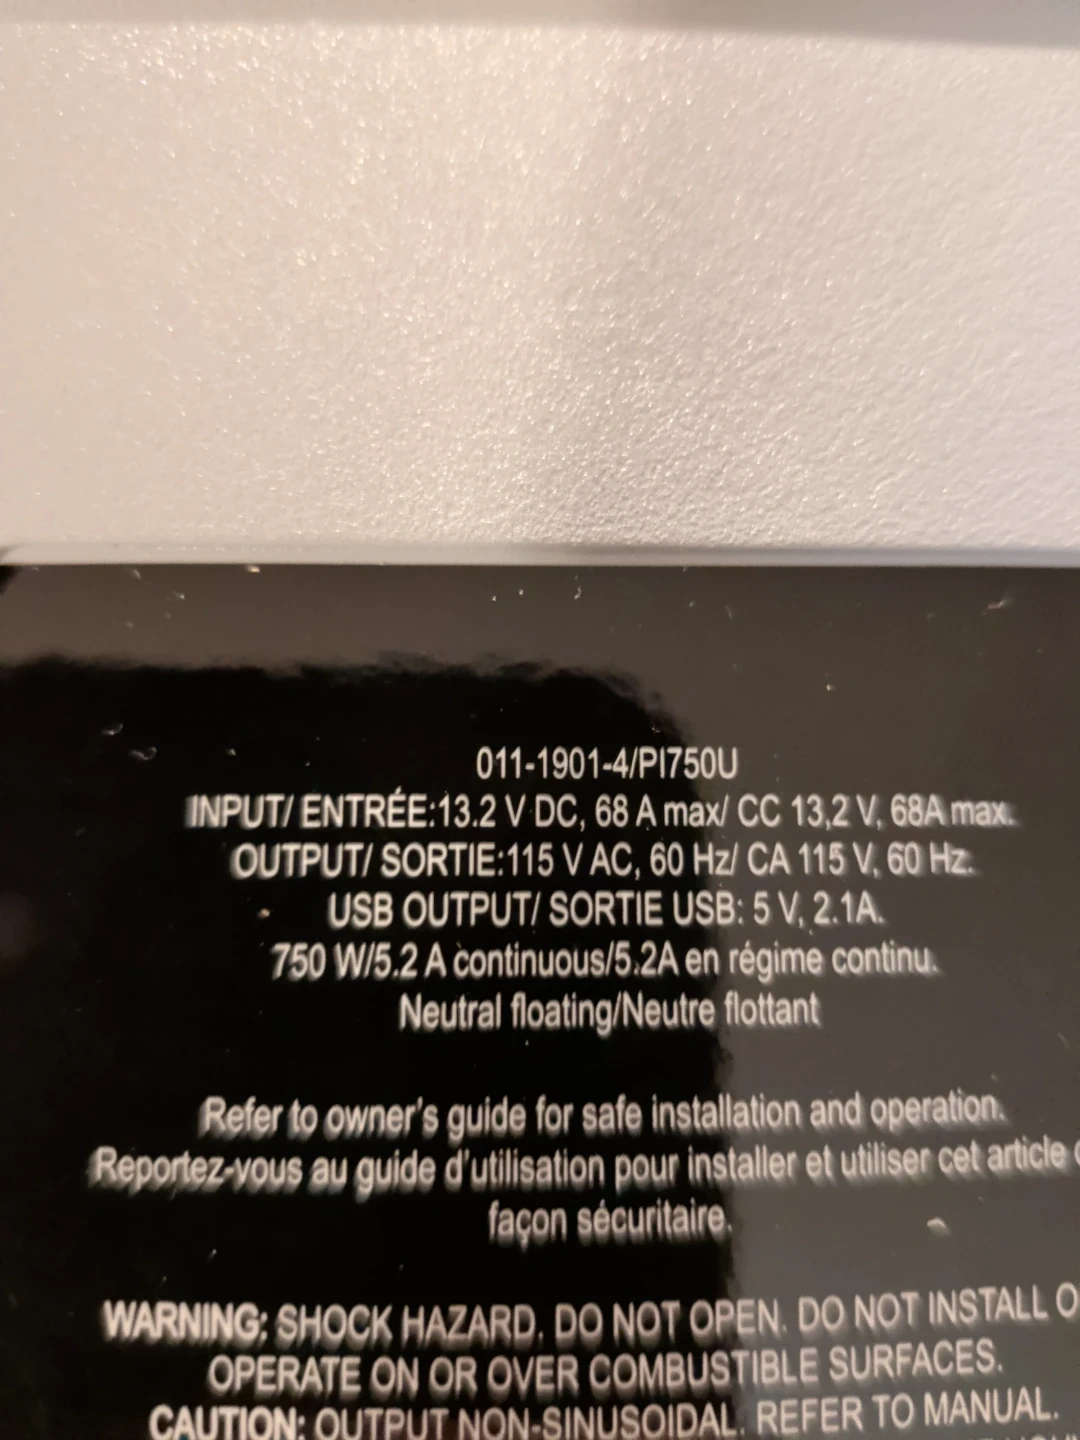 011-1901-4/PI750U
INPUT/ ENTRÉE:13.2 V DC, 68 A max/ CC 13,2 V, 68A max.
OUTPUT/ SORTIE:115 V AC, 60 Hz/ CA 115 V, 60 Hz.
USB OUTPUT/ SORTIE USB: 5 V, 2.1A.
750 W/5.2 A continuous/5.2A en régime continu.
Neutral floating/Neutre flottant
Refer to owner's guide for safe installation and operation.
Reportez-vous au guide d'utilisation pour installer et utiliser cet article
façon sécuritaire.
WARNING: SHOCK HAZARD. DO NOT OPEN. DO NOT INSTALL
OPERATE ON OR OVER COMBUSTIBLE SURFACES.
CAUTION: OUTPUT NON-SINUSOIDAL. REFER TO MANUAL.